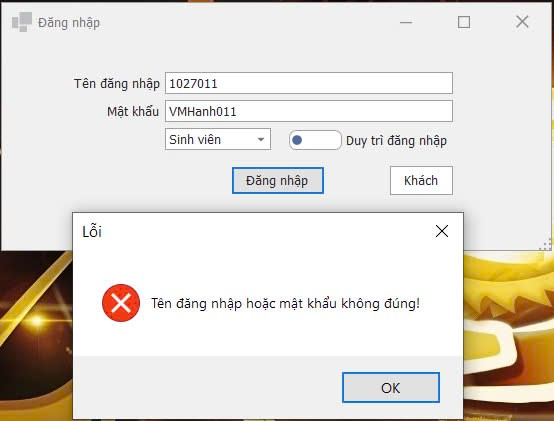 Đăng nhập
Tên đăng nhập 1027011
Mật khẩu VMHanh011
Sinh viên Duy trì đăng nhập
Đăng nhập Khách
Lỗi
Tên đăng nhập hoặc mật khẩu không đúng!
OK